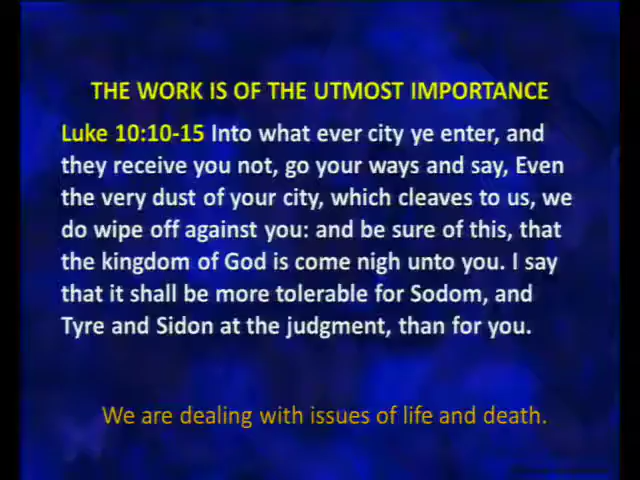 THE WORK IS OF THE UTMOST IMPORTANCE
Luke 10:10-15 Into what ever city ye enter, and
they receive you not, go your ways and say, Even
the very dust of your city, which cleaves to us, we
do wipe off against you: and be sure of this, that
the kingdom of God is come nigh unto you. I say
that it shall be more tolerable for Sodom, and
Tyre and Sidon at the judgment, than for you.
We are dealing with issues of life and death.